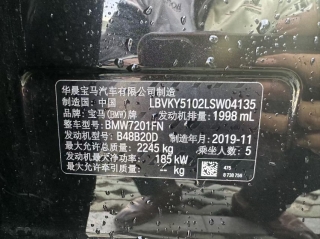 华晨宝马汽车有限公司制造
制造国：中国 LBVKY5102LSW04135
品牌：宝马(BMW)牌 发动机排量：1998 mL
整车型号：BMW7201FN
发动机型号：B48B20D 制造年月：2019-11
最大允许总质量：2245 kg 乘坐人数：5
发动机最大净功率：185 kW
最大允许牵引质量：-- kg
475